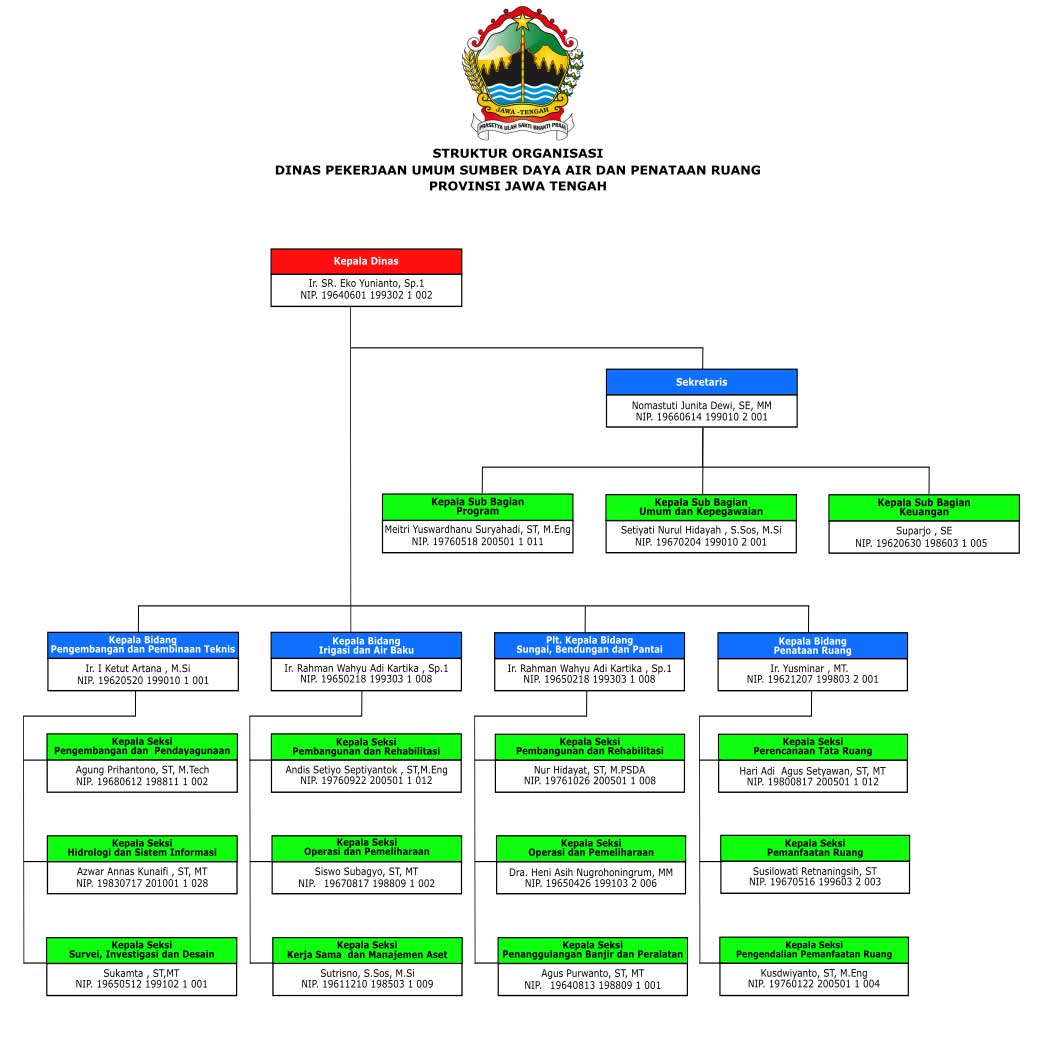 JAWA - TENGAH
PRASETYA ULAH SAKTI BHAKTI PRAJA
STRUKTUR ORGANISASI
DINAS PEKERJAAN UMUM SUMBER DAYA AIR DAN PENATAAN RUANG
PROVINSI JAWA TENGAH
Kepala Dinas
Ir. SR. Eko Yunianto, Sp.1
NIP. 19640601 199302 1 002
Sekretaris
Nomastuti Junita Dewi, SE, MM
NIP. 19660614 199010 2 001
Kepala Sub Bagian
Program
Meitri Yuswardhanu Suryahadi, ST, M.Eng
NIP. 19760518 200501 1 011
Kepala Sub Bagian
Umum dan Kepegawaian
Setiyati Nurul Hidayah , S.Sos, M.Si
NIP. 19670204 199010 2 001
Kepala Sub Bagian
Keuangan
Suparjo , SE
NIP. 19620630 198603 1 005
Kepala Bidang
Pengembangan dan Pembinaan Teknis
Ir. I Ketut Artana , M.Si
NIP. 19620520 199010 1 001
Kepala Bidang
Irigasi dan Air Baku
Ir. Rahman Wahyu Adi Kartika , Sp.1
NIP. 19650218 199303 1 008
Plt. Kepala Bidang
Sungai, Bendungan dan Pantai
Ir. Rahman Wahyu Adi Kartika , Sp.1
NIP. 19650218 199303 1 008
Kepala Bidang
Penataan Ruang
Ir. Yusminar , MT.
NIP. 19621207 199803 2 001
Kepala Seksi
Pengembangan dan Pendayagunaan
Agung Prihantono, ST, M.Tech
NIP. 19680612 198811 1 002
Kepala Seksi
Pembangunan dan Rehabilitasi
Andis Setiyo Septiyantok , ST,M.Eng
NIP. 19760922 200501 1 012
Kepala Seksi
Pembangunan dan Rehabilitasi
Nur Hidayat, ST, M.PSDA
NIP. 19761026 200501 1 008
Kepala Seksi
Perencanaan Tata Ruang
Hari Adi Agus Setyawan, ST, MT
NIP. 19800817 200501 1 012
Kepala Seksi
Hidrologi dan Sistem Informasi
Azwar Annas Kunaifi , ST, MT
NIP. 19830717 201001 1 028
Kepala Seksi
Operasi dan Pemeliharaan
Siswo Subagyo, ST, MT
NIP. 19670817 198809 1 002
Kepala Seksi
Operasi dan Pemeliharaan
Dra. Heni Asih Nugrohoningrum, MM
NIP. 19650426 199103 2 006
Kepala Seksi
Pemanfaatan Ruang
Susilowati Retnaningsih, ST
NIP. 19670516 199603 2 003
Kepala Seksi
Survei, Investigasi dan Desain
Sukamta , ST,MT
NIP. 19650512 199102 1 001
Kepala Seksi
Kerja Sama dan Manajemen Aset
Sutrisno, S.Sos, M.Si
NIP. 19611210 198503 1 009
Kepala Seksi
Penanggulangan Banjir dan Peralatan
Agus Purwanto, ST, MT
NIP. 19640813 198809 1 001
Kepala Seksi
Pengendalian Pemanfaatan Ruang
Kusdwiyanto, ST, M.Eng
NIP. 19760122 200501 1 004